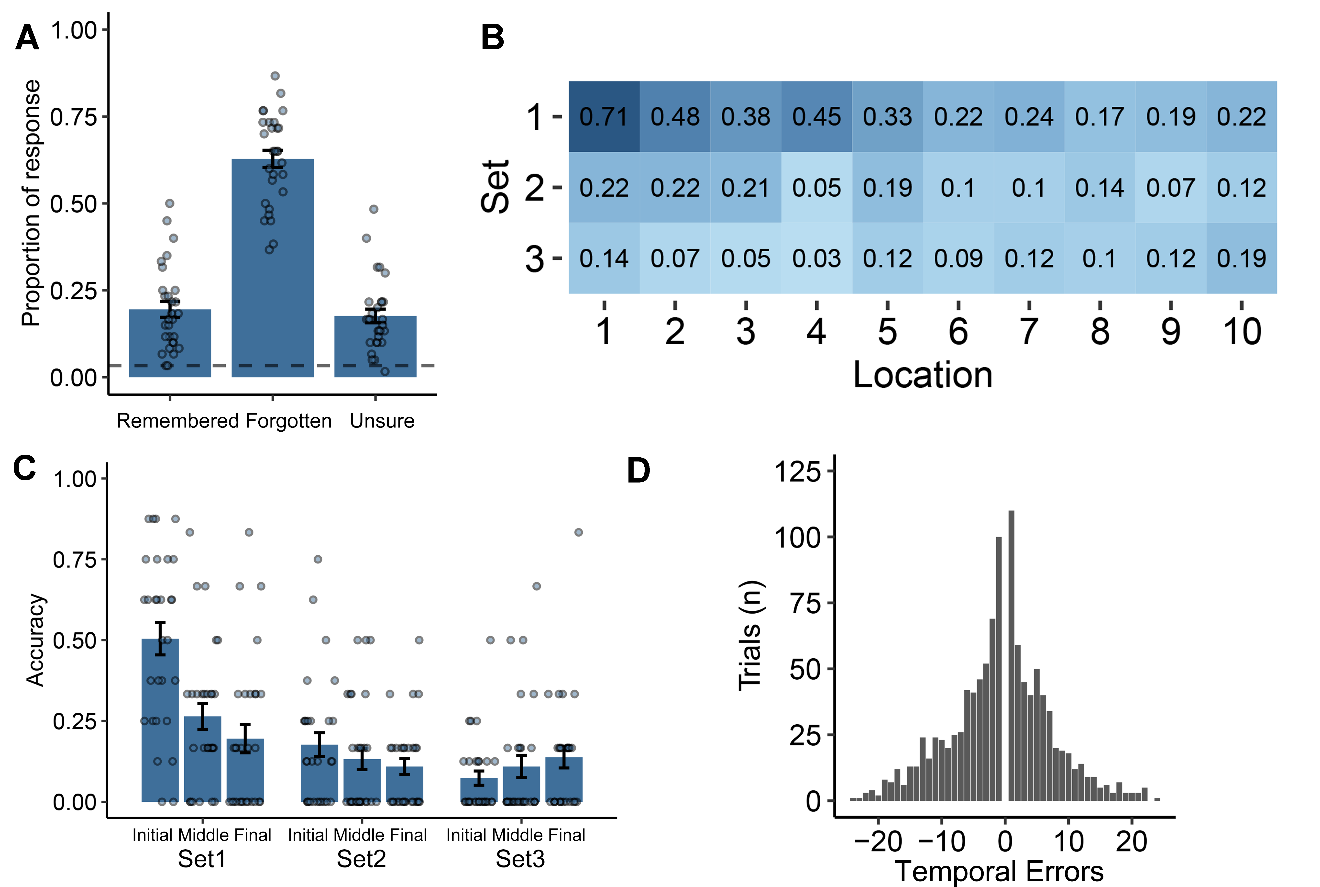 A
Proportion of response
1.00
0.75
0.50
0.25
0.00
Remembered Forgotten Unsure
B
Set
1 0.71 0.48 0.38 0.45 0.33 0.22 0.24 0.17 0.19 0.22
2 0.22 0.22 0.21 0.05 0.19 0.1 0.1 0.14 0.07 0.12
3 0.14 0.07 0.05 0.03 0.12 0.09 0.12 0.1 0.12 0.19
1 2 3 4 5 6 7 8 9 10
Location
C
Accuracy
1.00
0.75
0.50
0.25
0.00
Initial Middle Final Initial Middle Final Initial Middle Final
Set1 Set2 Set3
D
Trials (n)
125
100
75
50
25
0
−20 −10 0 10 20
Temporal Errors